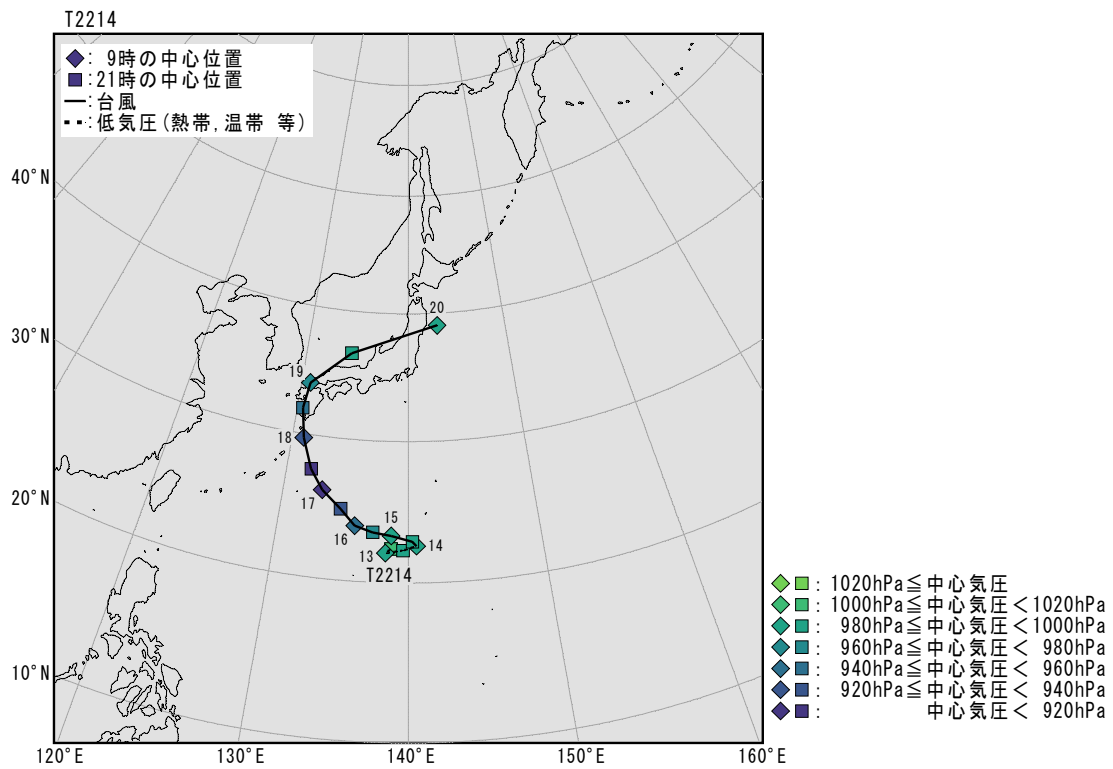 T2214
◆: 9時の中心位置
■:21時の中心位置
━:台風
▪▪▪:低気圧(熱帯,温帯 等)
40°N
30°N
20°N
10°N
20
19
18
17
16
15
14
13
T2214
◆■: 1020hPa≦中心気圧
◆■: 1000hPa≦中心気圧<1020hPa
◆■: 980hPa≦中心気圧<1000hPa
◆■: 960hPa≦中心気圧< 980hPa
◆■: 940hPa≦中心気圧< 960hPa
◆■: 920hPa≦中心気圧< 940hPa
◆■: 中心気圧< 920hPa
120°E 130°E 140°E 150°E 160°E